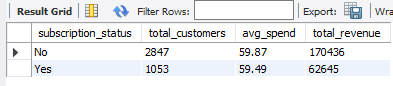 Result Grid Filter Rows: Export: Wra
subscription_status total_customers avg_spend total_revenue
No 2847 59.87 170436
Yes 1053 59.49 62645